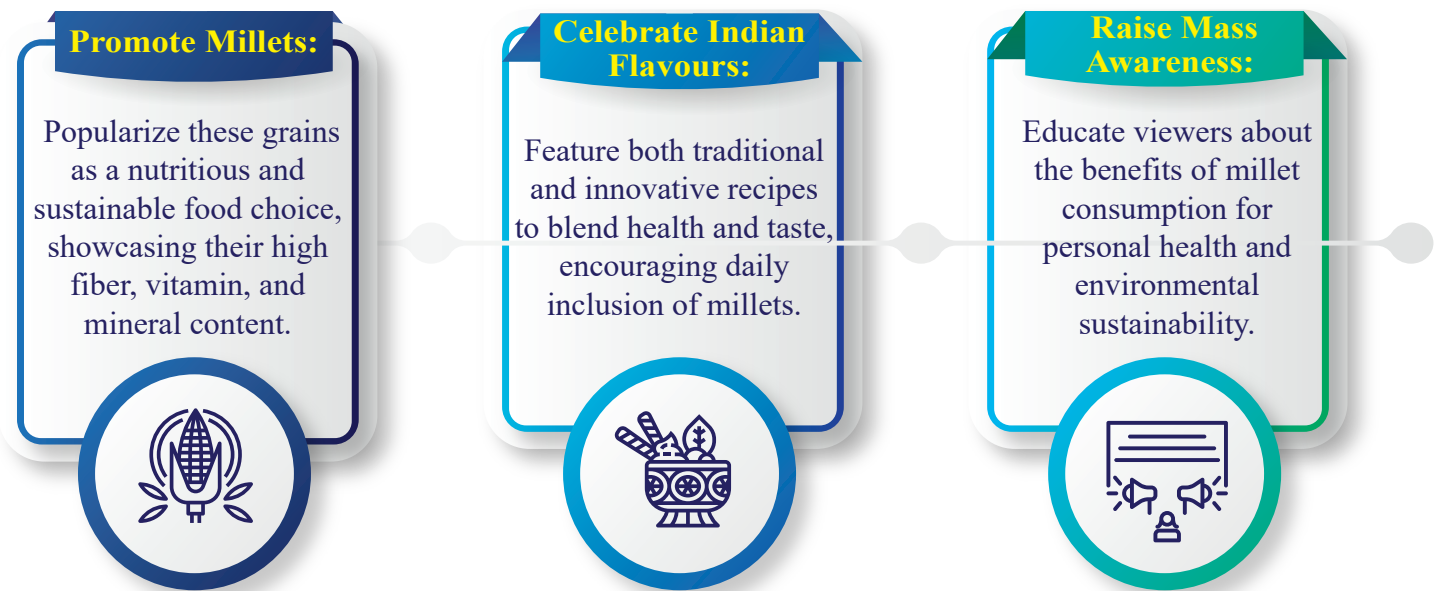 Promote Millets:
Popularize these grains
as a nutritious and
sustainable food choice,
showcasing their high
fiber, vitamin, and
mineral content.
Celebrate Indian
Flavours:
Feature both traditional
and innovative recipes
to blend health and taste,
encouraging daily
inclusion of millets.
Raise Mass
Awareness:
Educate viewers about
the benefits of millet
consumption for
personal health and
environmental
sustainability.